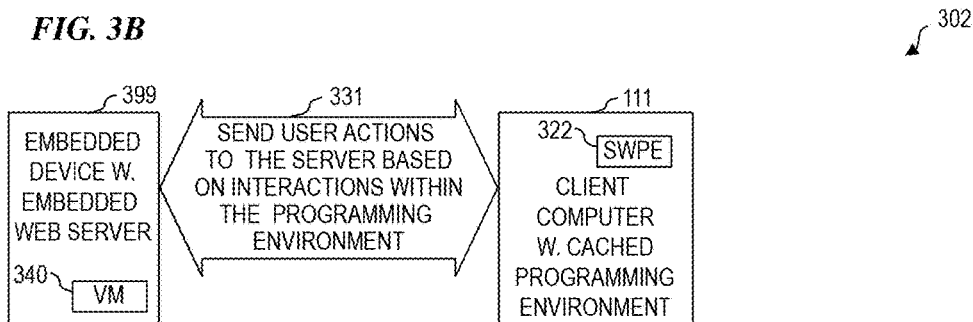 FIG. 3B
302
399
EMBEDDED
DEVICE W.
EMBEDDED
WEB SERVER
340
VM
331
SEND USER ACTIONS
TO THE SERVER BASED
ON INTERACTIONS WITHIN
THE PROGRAMMING
ENVIRONMENT
111
322
SWPE
CLIENT
COMPUTER
W. CACHED
PROGRAMMING
ENVIRONMENT